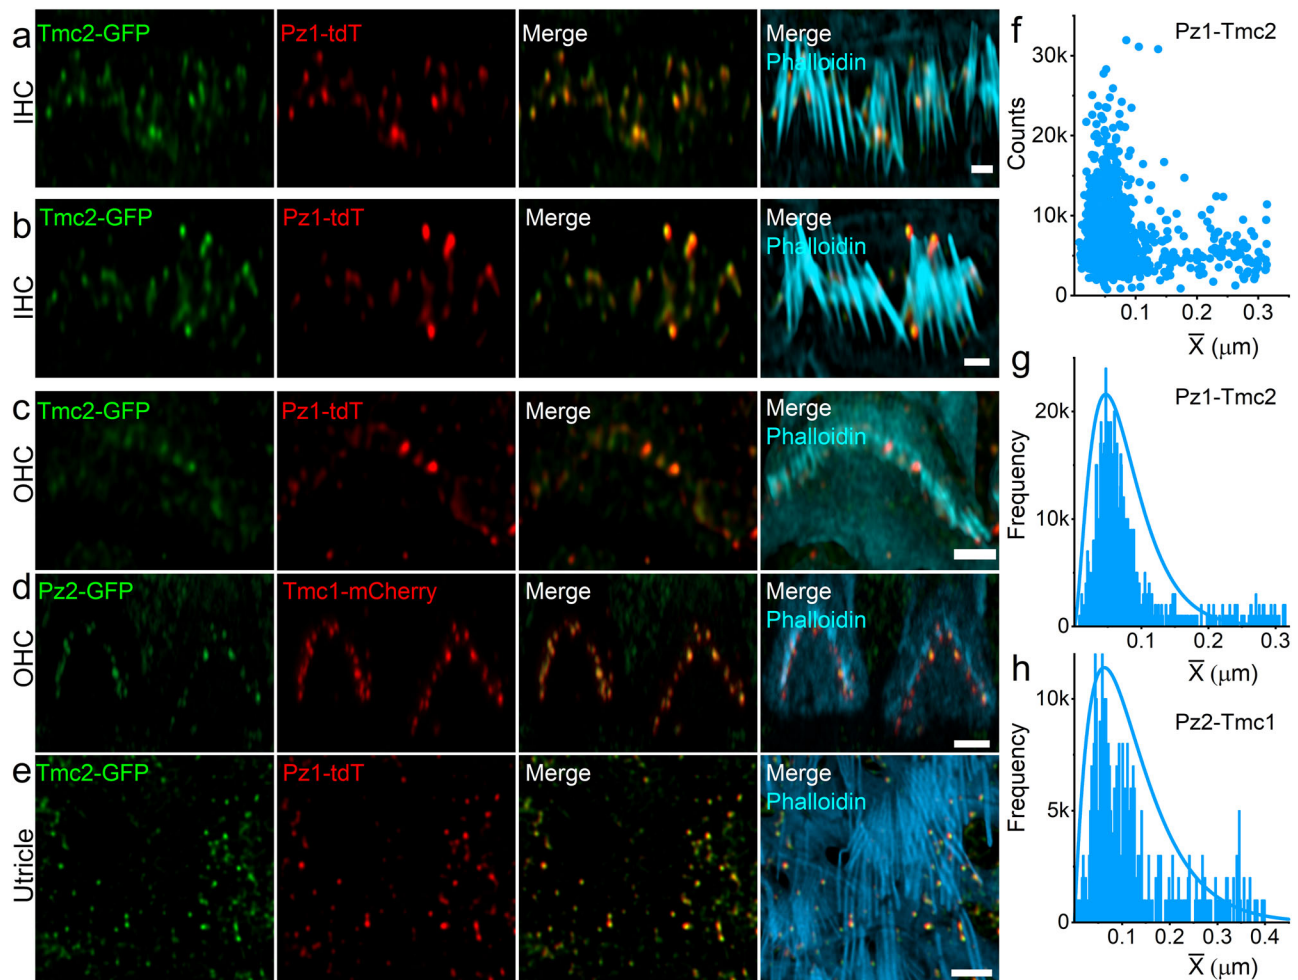 a
IHC
Tmc2-GFP
Pz1-tdT
Merge
Merge
Phalloidin
b
IHC
Tmc2-GFP
Pz1-tdT
Merge
Merge
Phalloidin
c
OHC
Tmc2-GFP
Pz1-tdT
Merge
Merge
Phalloidin
d
OHC
Pz2-GFP
Tmc1-mCherry
Merge
Merge
Phalloidin
e
Utricle
Tmc2-GFP
Pz1-tdT
Merge
Merge
Phalloidin
f
Pz1-Tmc2
Counts
30k
20k
10k
0
0.1 0.2 0.3
X̅ (μm)
g
Pz1-Tmc2
Frequency
20k
10k
0
0.1 0.2 0.3
X̅ (μm)
h
Pz2-Tmc1
Frequency
10k
5k
0
0.1 0.2 0.3 0.4
X̅ (μm)